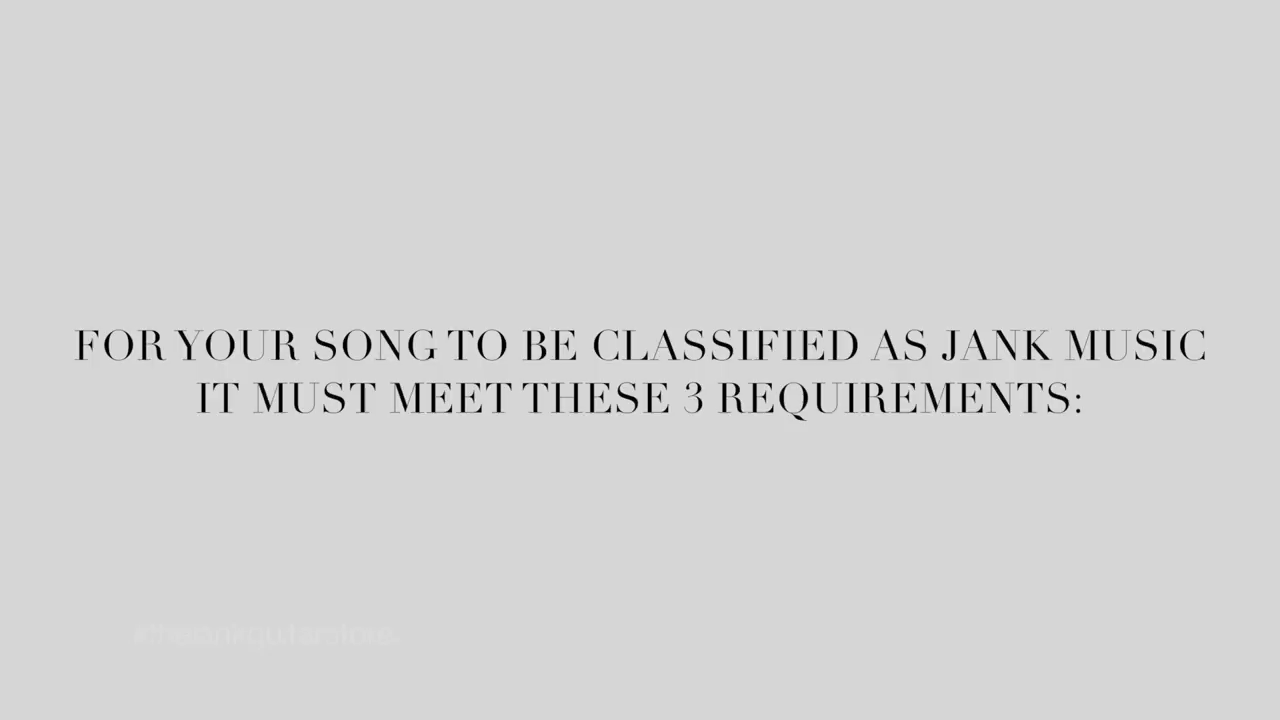 FOR YOUR SONG TO BE CLASSIFIED AS JANK MUSIC
IT MUST MEET THESE 3 REQUIREMENTS: